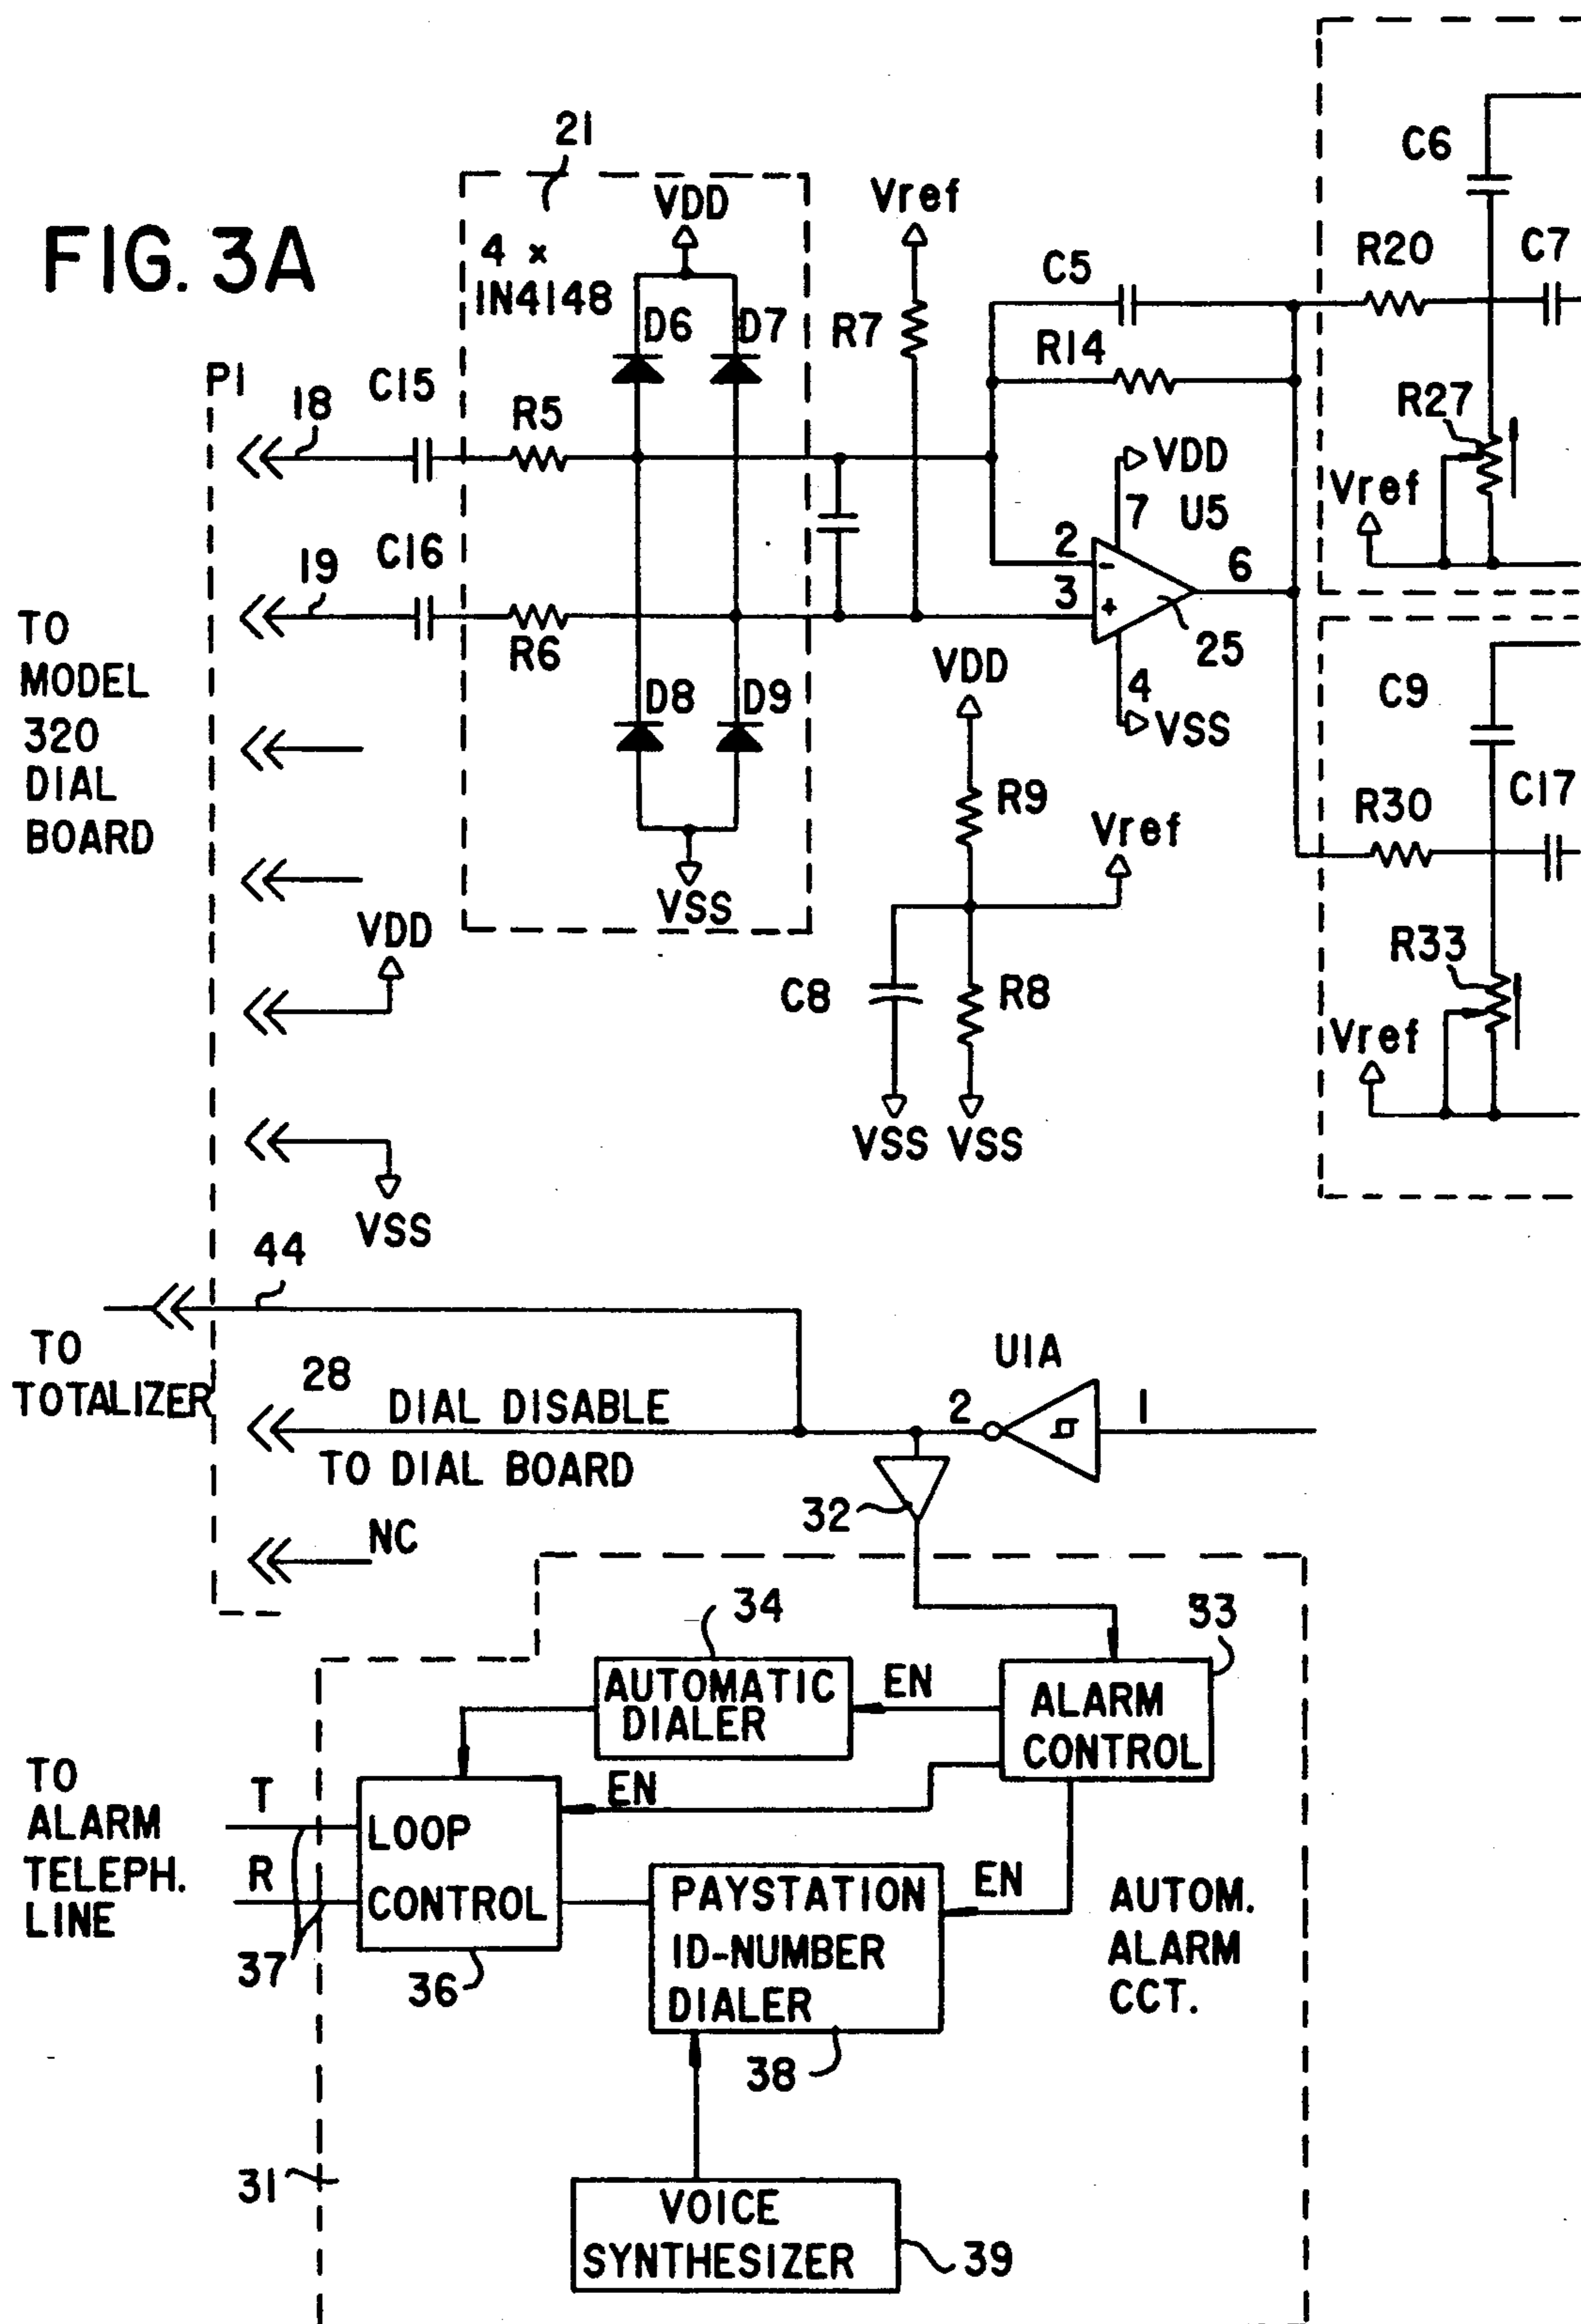 FIG. 3A
21
VDD
4 x
IN4148
D6
D7
Vref
R7
C5
R14
C6
R20
C7
R27
Vref
P1
18
C15
R5
19
C16
R6
VDD
7
U5
2
-
3
+
6
25
4
VSS
TO
MODEL
320
DIAL
BOARD
D8
D9
VSS
VDD
R9
Vref
C8
R8
VSS
VSS
C9
R30
C17
R33
Vref
VDD
VSS
44
TO
TOTALIZER
28
DIAL DISABLE
TO DIAL BOARD
U1A
2
1
32
NC
34
33
AUTOMATIC
DIALER
EN
ALARM
CONTROL
TO
ALARM
TELEPH.
LINE
T
R
37
LOOP
CONTROL
36
EN
PAYSTATION
ID-NUMBER
DIALER
38
EN
AUTOM.
ALARM
CCT.
31
VOICE
SYNTHESIZER
39